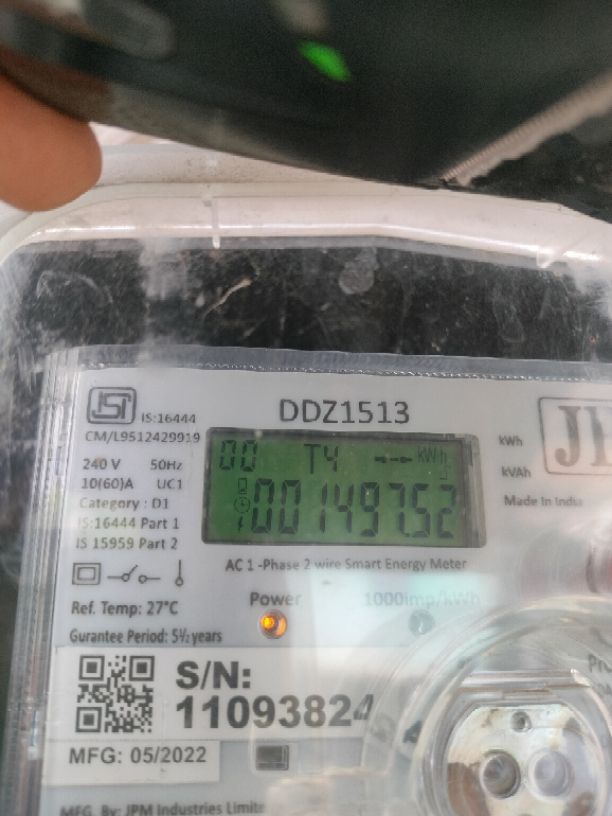 DDZ1513
IS:16444
CM/L9512429919
240 V 50Hz
10(60)A UC1
Category : D1
IS:16444 Part 1
IS 15959 Part 2
00 T4 kWh
00149752
kWh
kVAh
Made In India
AC 1 -Phase 2 wire Smart Energy Meter
Ref. Temp: 27°C
Power 1000imp/kWh
Gurantee Period: 5½ years
S/N:
11093824
MFG: 05/2022
MFG. By: JPM Industries Limite